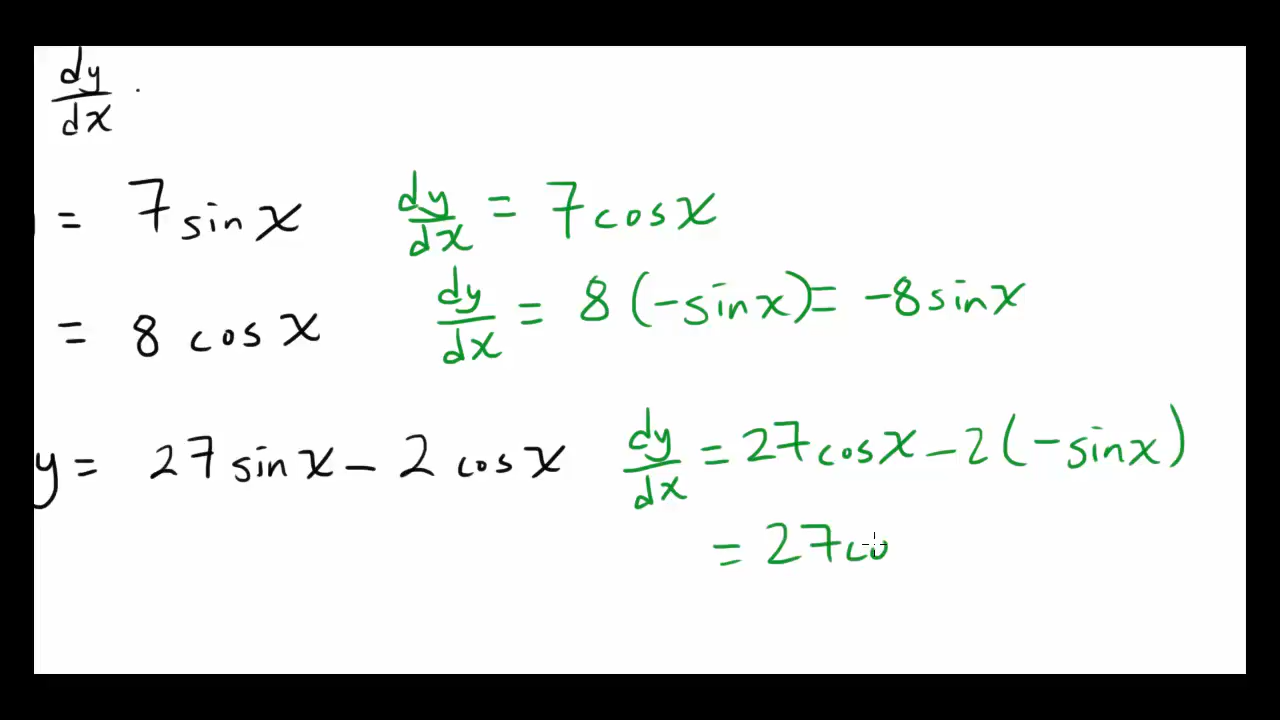 dy/dx .
= 7 sin x dy/dx = 7 cos x
= 8 cos x dy/dx = 8 (-sin x) = -8 sin x
y = 27 sin x - 2 cos x dy/dx = 27 cos x - 2 (-sin x)
= 27 co